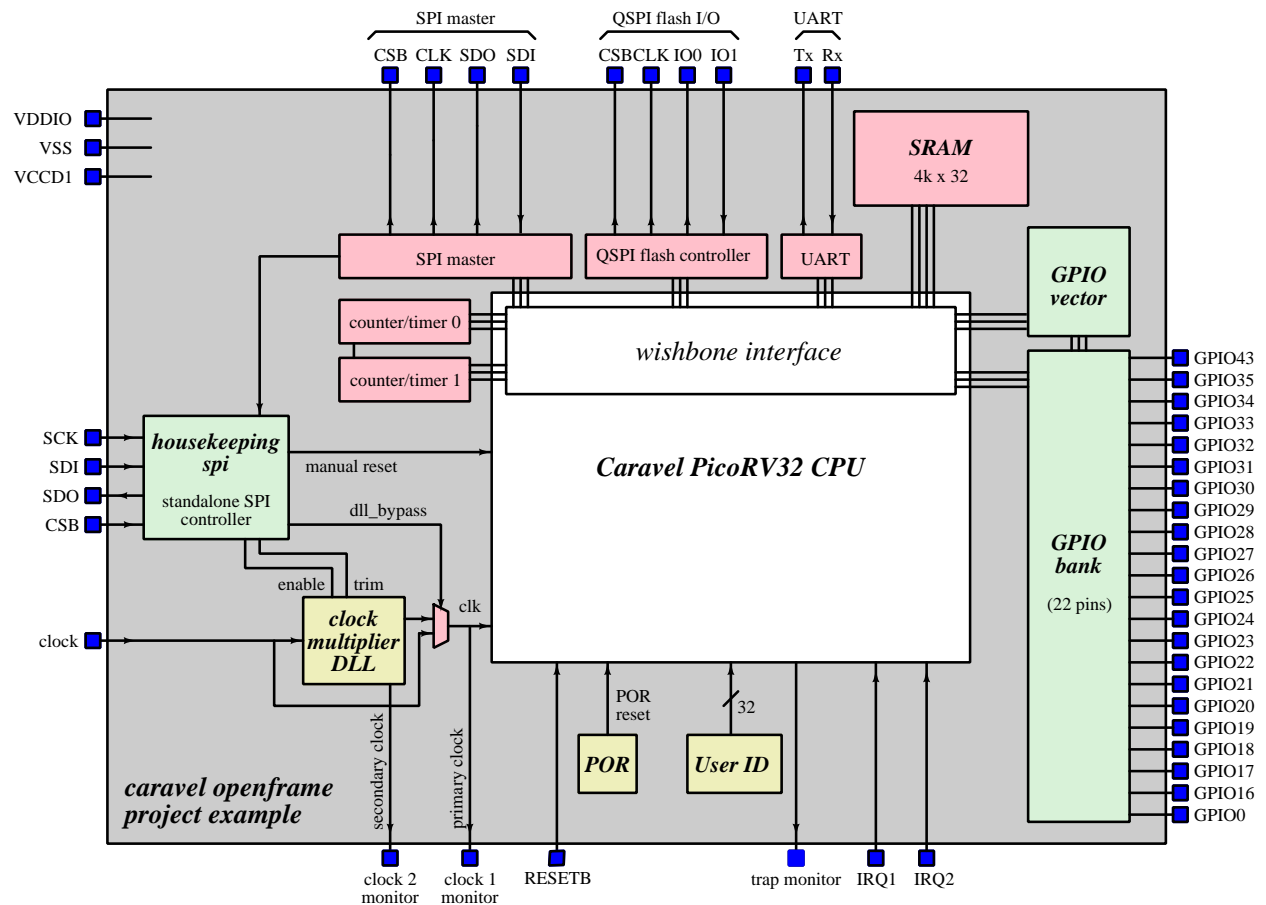 SPI master
QSPI flash I/O
UART
CSB CLK SDO SDI
CSB CLK IO0 IO1
Tx Rx
VDDIO
VSS
VCCD1
SRAM
4k x 32
SPI master
QSPI flash controller
UART
GPIO
vector
counter/timer 0
counter/timer 1
wishbone interface
Caravel PicoRV32 CPU
SCK
SDI
SDO
CSB
housekeeping
spi
standalone SPI
controller
manual reset
dll_bypass
enable
trim
clock
clock
multiplier
DLL
clk
GPIO
bank
(22 pins)
GPIO43
GPIO35
GPIO34
GPIO33
GPIO32
GPIO31
GPIO30
GPIO29
GPIO28
GPIO27
GPIO26
GPIO25
GPIO24
GPIO23
GPIO22
GPIO21
GPIO20
GPIO19
GPIO18
GPIO17
GPIO16
GPIO0
secondary clock
primary clock
POR
reset
32
POR
User ID
caravel openframe
project example
clock 2
monitor
clock 1
monitor
RESETB
trap monitor
IRQ1
IRQ2